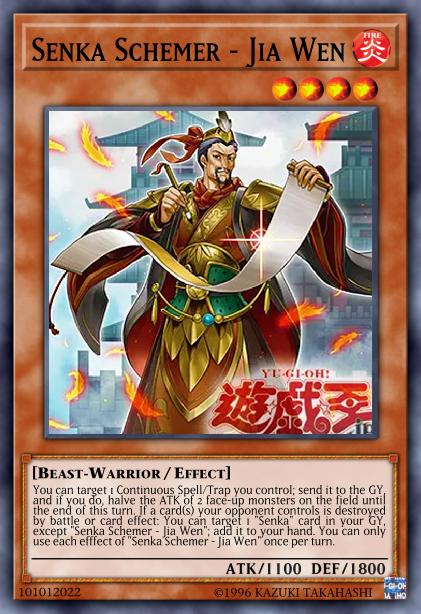 Senka Schemer - Jia Wen
FIRE
炎
YU-GI-OH!
遊戯王
[Beast-Warrior / Effect]
You can target 1 Continuous Spell/Trap you control; send it to the GY,
and if you do, halve the ATK of 2 face-up monsters on the field until
the end of this turn. If a card(s) your opponent controls is destroyed
by battle or card effect: You can target 1 "Senka" card in your GY,
except "Senka Schemer - Jia Wen"; add it to your hand. You can only
use each efffect of "Senka Schemer - Jia Wen" once per turn.
ATK/1100 DEF/1800
101012022
©1996 KAZUKI TAKAHASHI